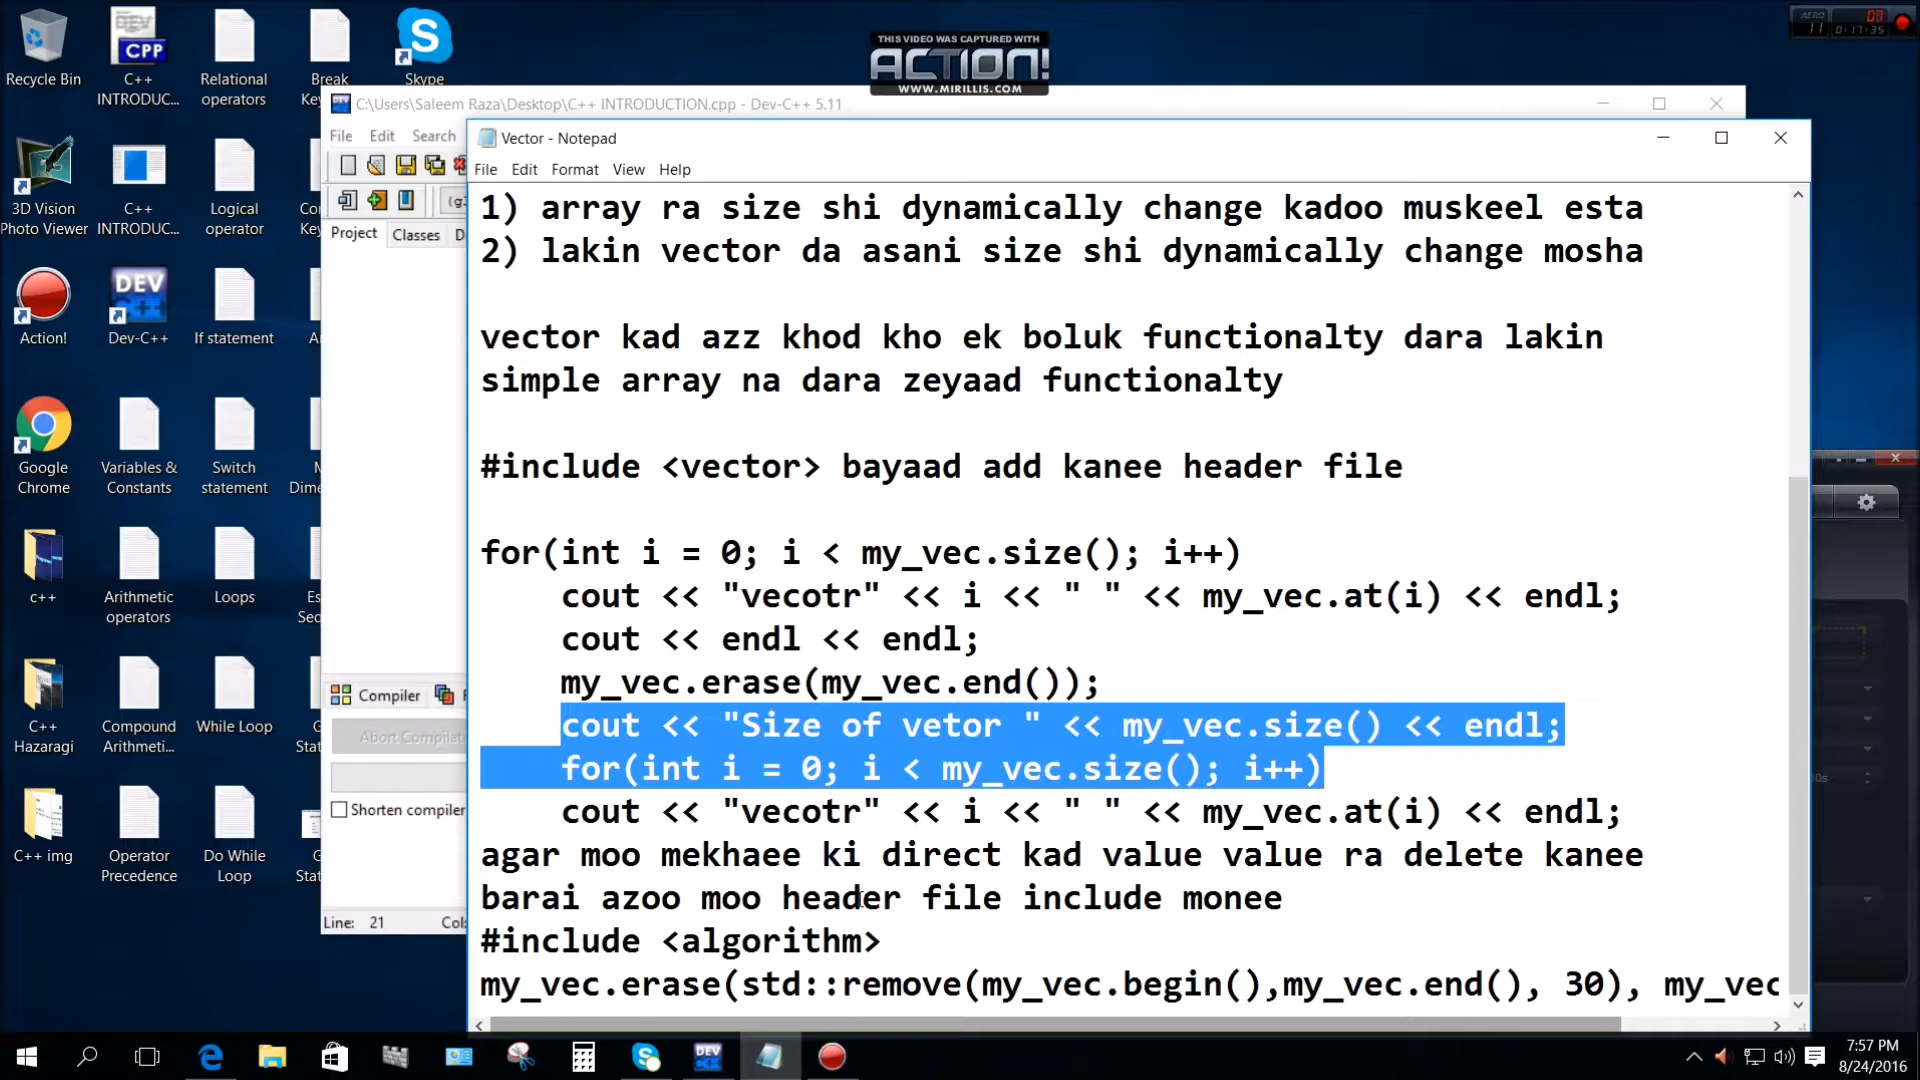 Recycle Bin
C++ INTRODUC...
Relational operators
Break
Skype
THIS VIDEO WAS CAPTURED WITH
ACTION!
WWW.MIRILLIS.COM
C:\Users\Saleem Raza\Desktop\C++ INTRODUCTION.cpp - Dev-C++ 5.11
File Edit Search
Project Classes
3D Vision Photo Viewer
C++ INTRODUC...
Logical operator
Action!
Dev-C++
If statement
Google Chrome
Variables & Constants
Switch statement
c++
Arithmetic operators
Loops
C++ Hazaragi
Compound Arithmeti...
While Loop
C++ img
Operator Precedence
Do While Loop
Compiler
Abort Compilat
Shorten compiler
Line: 21
Vector - Notepad
File Edit Format View Help
1) array ra size shi dynamically change kadoo muskeel esta
2) lakin vector da asani size shi dynamically change mosha
vector kad azz khod kho ek boluk functionalty dara lakin
simple array na dara zeyaad functionalty
#include <vector> bayaad add kanee header file
for(int i = 0; i < my_vec.size(); i++)
cout << "vecotr" << i << " " << my_vec.at(i) << endl;
cout << endl << endl;
my_vec.erase(my_vec.end());
cout << "Size of vetor " << my_vec.size() << endl;
for(int i = 0; i < my_vec.size(); i++)
cout << "vecotr" << i << " " << my_vec.at(i) << endl;
agar moo mekhaee ki direct kad value value ra delete kanee
barai azoo moo header file include monee
#include <algorithm>
my_vec.erase(std::remove(my_vec.begin(),my_vec.end(), 30), my_vec
7:57 PM
8/24/2016